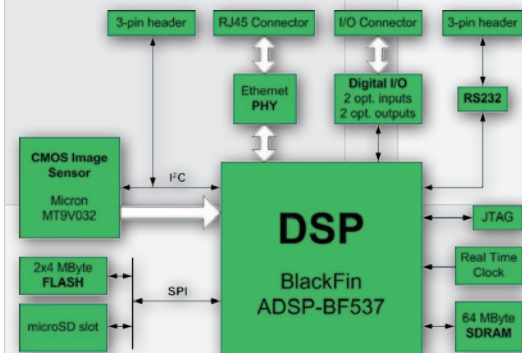 3-pin header
RJ45 Connector
I/O Connector
3-pin header
Ethernet
PHY
Digital I/O
2 opt. inputs
2 opt. outputs
RS232
CMOS Image
Sensor
Micron
MT9V032
I²C
DSP
BlackFin
ADSP-BF537
JTAG
Real Time
Clock
2x4 MByte
FLASH
SPI
microSD slot
64 MByte
SDRAM